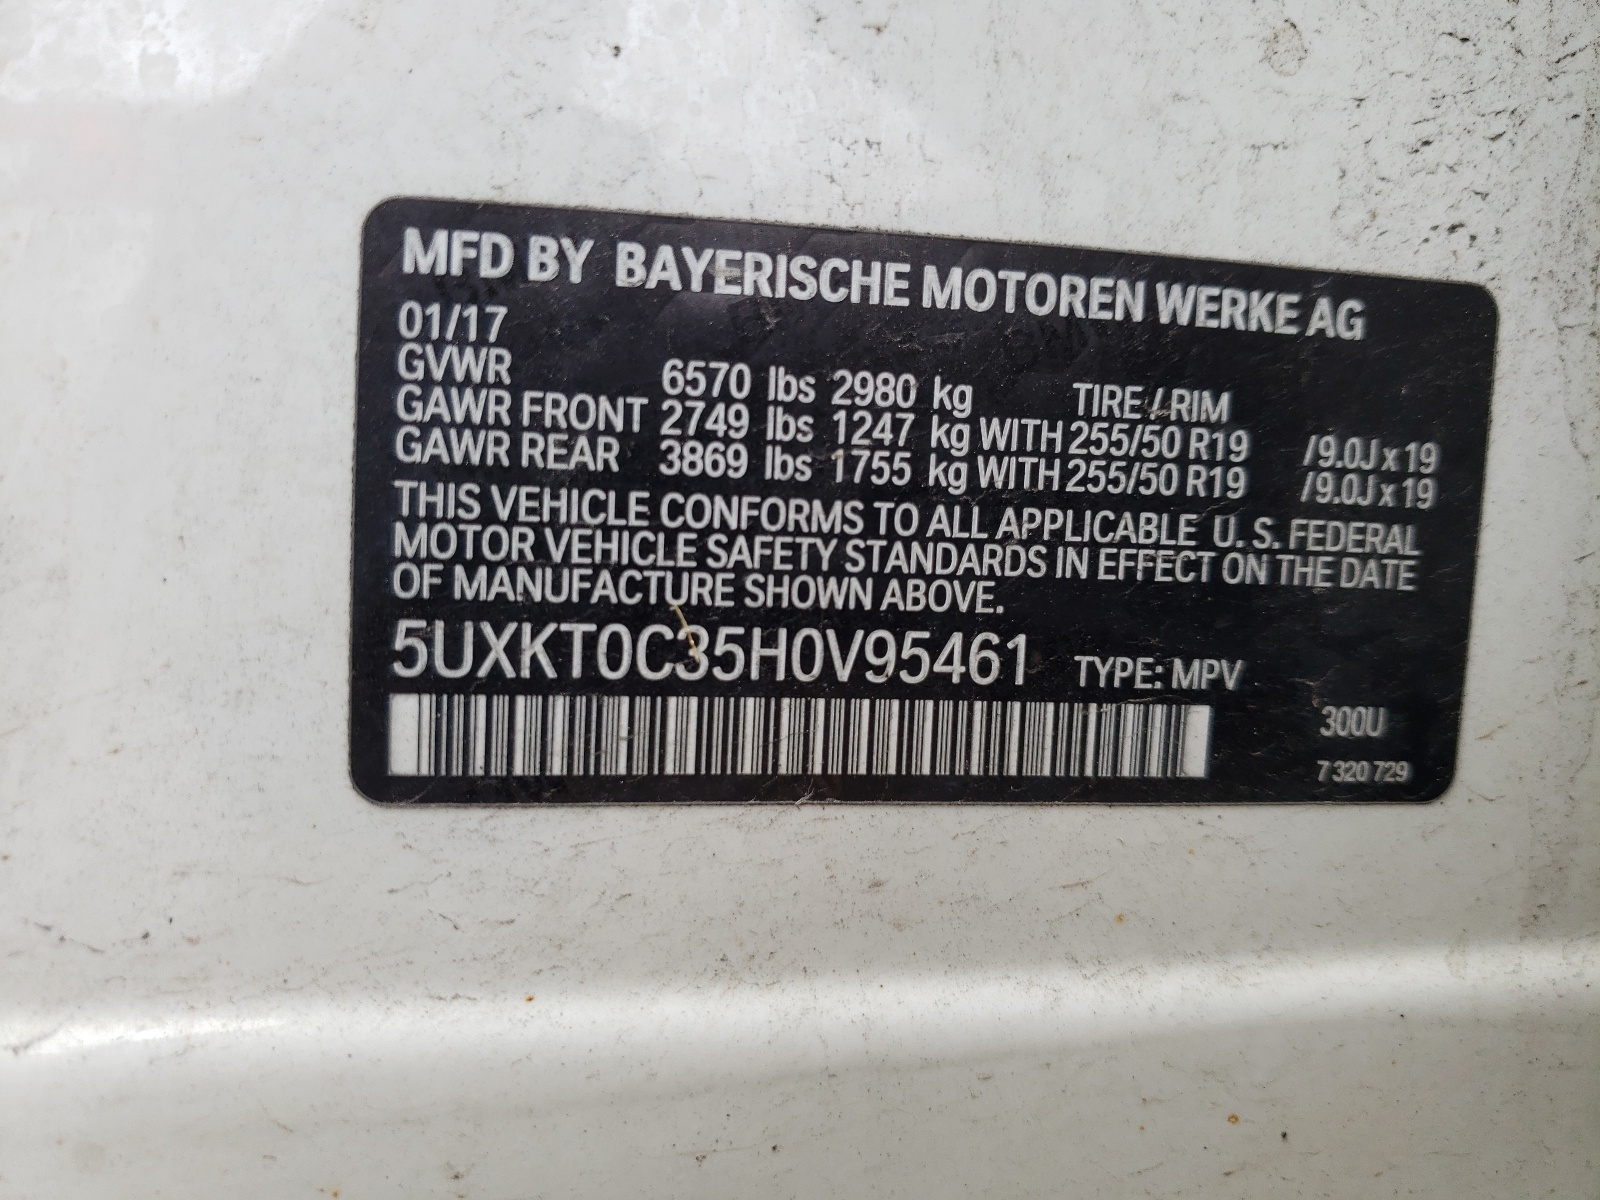 MFD BY BAYERISCHE MOTOREN WERKE AG
01/17
GVWR 6570 lbs 2980 kg TIRE / RIM
GAWR FRONT 2749 lbs 1247 kg WITH 255/50 R19 /9.0J x 19
GAWR REAR 3869 lbs 1755 kg WITH 255/50 R19 /9.0J x 19
THIS VEHICLE CONFORMS TO ALL APPLICABLE U.S. FEDERAL
MOTOR VEHICLE SAFETY STANDARDS IN EFFECT ON THE DATE
OF MANUFACTURE SHOWN ABOVE.
5UXKT0C35H0V95461 TYPE: MPV
300U
7 320 729